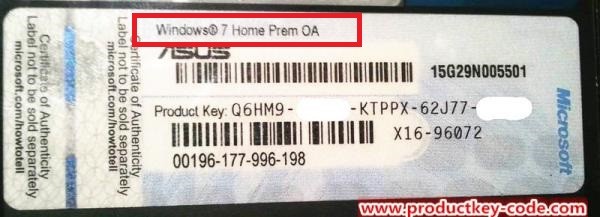 Certificate of Authenticity
Label not to be sold separately
microsoft.com/howtotell
Certificate of Authenticity
Label not to be sold separately
microsoft.com/howtotell
Windows® 7 Home Prem OA
ASUS
15G29N005501
Product Key: Q6HM9- -KTPPX-62J77-
X16-96072
00196-177-996-198
Microsoft
www.productkey-code.com